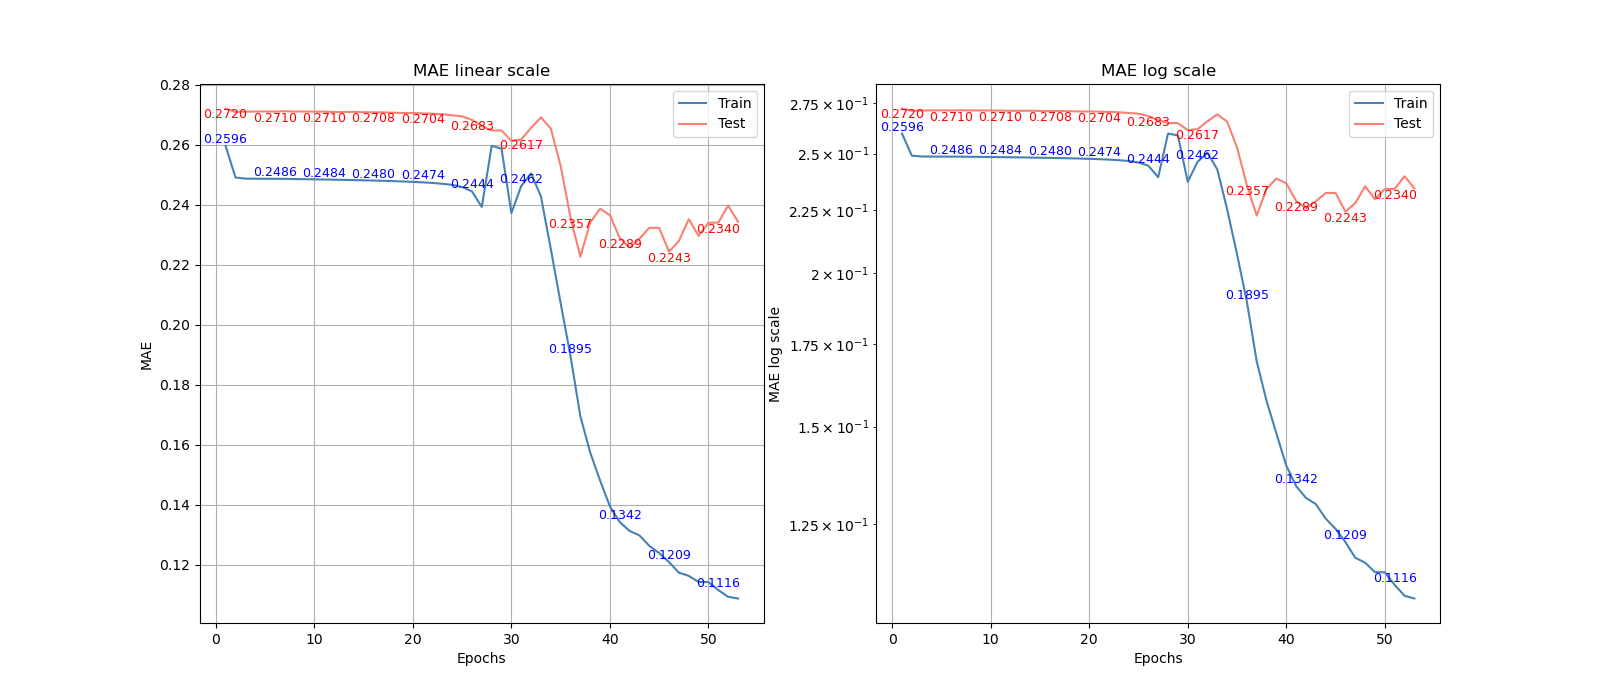 MAE linear scale
0.28
0.26
0.24
0.22
0.20
0.18
0.16
0.14
0.12
MAE
0 10 20 30 40 50
Epochs
Train
Test
0.2720
0.2710
0.2710
0.2708
0.2704
0.2683
0.2617
0.2357
0.2289
0.2243
0.2340
0.2596
0.2486
0.2484
0.2480
0.2474
0.2444
0.2462
0.1895
0.1342
0.1209
0.1116
MAE log scale
2.75 × 10⁻¹
2.5 × 10⁻¹
2.25 × 10⁻¹
2 × 10⁻¹
1.75 × 10⁻¹
1.5 × 10⁻¹
1.25 × 10⁻¹
MAE log scale
0 10 20 30 40 50
Epochs
Train
Test
0.2720
0.2710
0.2710
0.2708
0.2704
0.2683
0.2617
0.2357
0.2289
0.2243
0.2340
0.2596
0.2486
0.2484
0.2480
0.2474
0.2444
0.2462
0.1895
0.1342
0.1209
0.1116